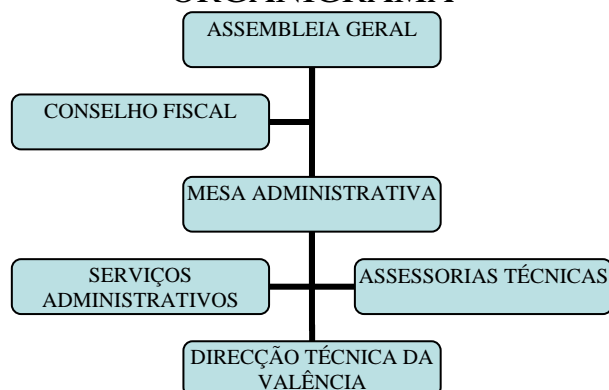 ORGANIGRAMA
ASSEMBLEIA GERAL
CONSELHO FISCAL
MESA ADMINISTRATIVA
SERVIÇOS
ADMINISTRATIVOS
ASSESSORIAS TÉCNICAS
DIRECÇÃO TÉCNICA DA
VALÊNCIA